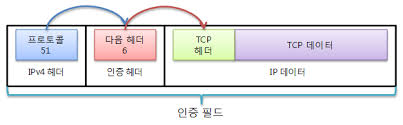 프로토콜
51
다음 헤더
6
TCP
헤더
TCP 데이터
IPv4 헤더
인증 헤더
IP 데이터
인증 필드